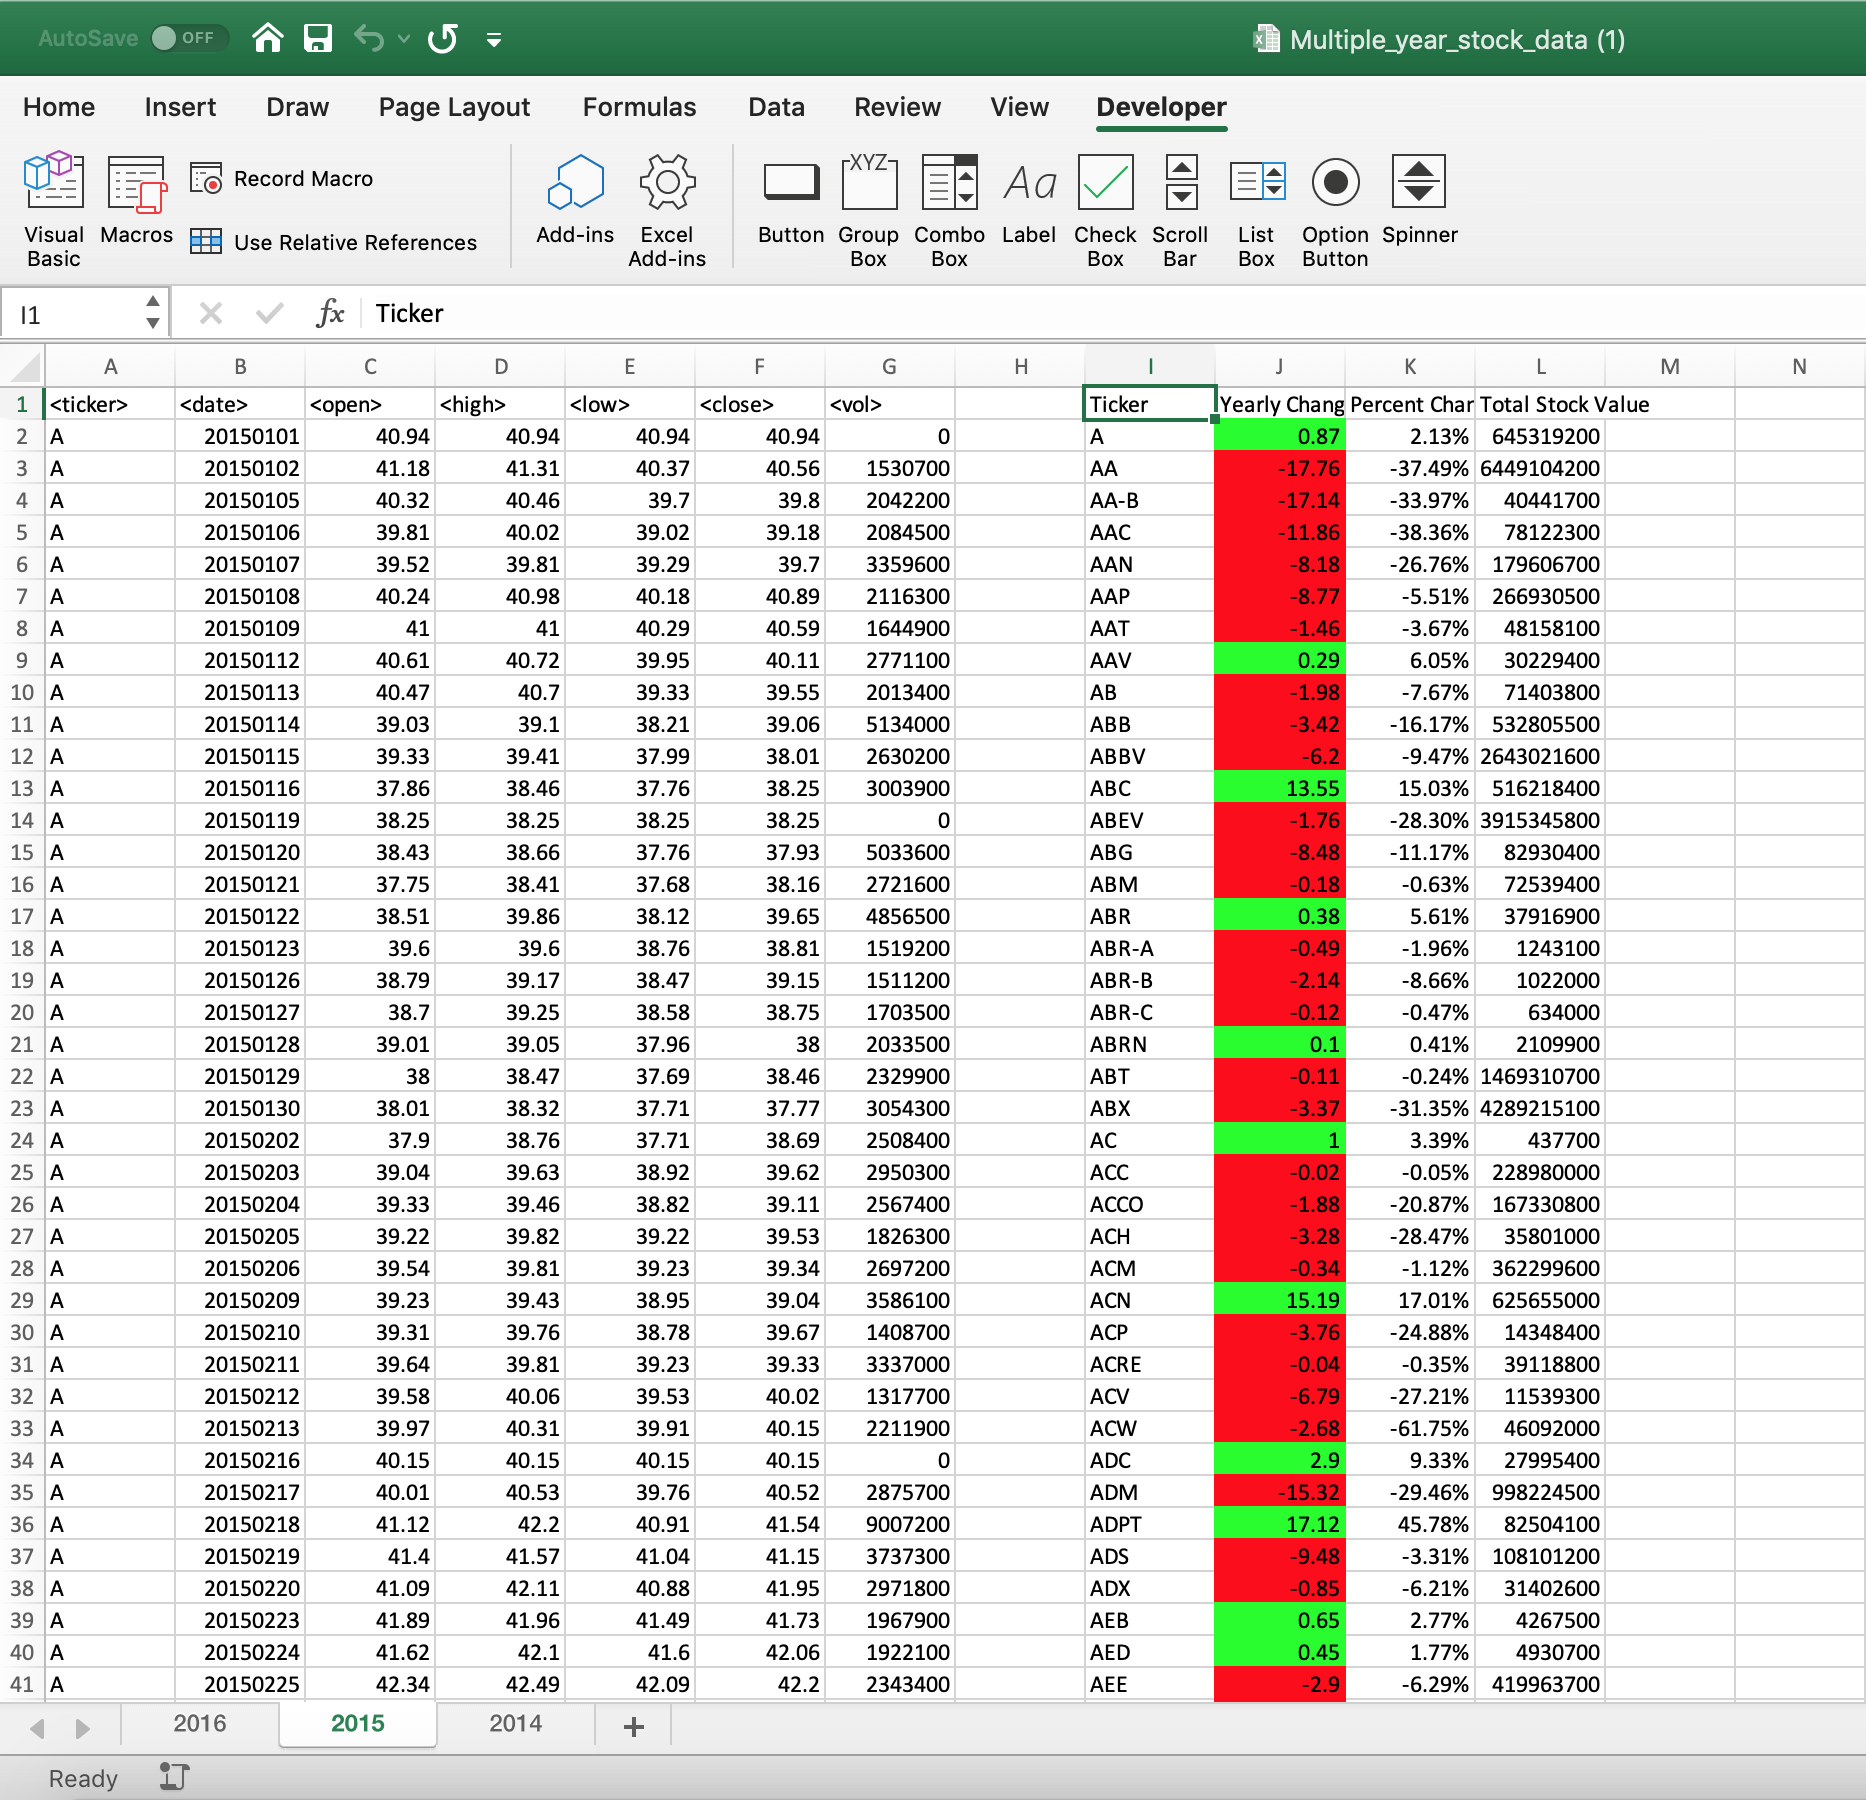 AutoSave OFF Multiple_year_stock_data (1)
Home Insert Draw Page Layout Formulas Data Review View Developer
Visual Basic Macros Record Macro Use Relative References Add-ins Excel Add-ins Button XYZ Group Box Combo Box Aa Label Check Box Scroll Bar List Box Option Button Spinner
I1 fx Ticker
A B C D E F G H I J K L M N
1 <ticker> <date> <open> <high> <low> <close> <vol> Ticker Yearly Chang Percent Char Total Stock Value
2 A 20150101 40.94 40.94 40.94 40.94 0 A 0.87 2.13% 645319200
3 A 20150102 41.18 41.31 40.37 40.56 1530700 AA -17.76 -37.49% 6449104200
4 A 20150105 40.32 40.46 39.7 39.8 2042200 AA-B -17.14 -33.97% 40441700
5 A 20150106 39.81 40.02 39.02 39.18 2084500 AAC -11.86 -38.36% 78122300
6 A 20150107 39.52 39.81 39.29 39.7 3359600 AAN -8.18 -26.76% 179606700
7 A 20150108 40.24 40.98 40.18 40.89 2116300 AAP -8.77 -5.51% 266930500
8 A 20150109 41 41 40.29 40.59 1644900 AAT -1.46 -3.67% 48158100
9 A 20150112 40.61 40.72 39.95 40.11 2771100 AAV 0.29 6.05% 30229400
10 A 20150113 40.47 40.7 39.33 39.55 2013400 AB -1.98 -7.67% 71403800
11 A 20150114 39.03 39.1 38.21 39.06 5134000 ABB -3.42 -16.17% 532805500
12 A 20150115 39.33 39.41 37.99 38.01 2630200 ABBV -6.2 -9.47% 2643021600
13 A 20150116 37.86 38.46 37.76 38.25 3003900 ABC 13.55 15.03% 516218400
14 A 20150119 38.25 38.25 38.25 38.25 0 ABEV -1.76 -28.30% 3915345800
15 A 20150120 38.43 38.66 37.76 37.93 5033600 ABG -8.48 -11.17% 82930400
16 A 20150121 37.75 38.41 37.68 38.16 2721600 ABM -0.18 -0.63% 72539400
17 A 20150122 38.51 39.86 38.12 39.65 4856500 ABR 0.38 5.61% 37916900
18 A 20150123 39.6 39.6 38.76 38.81 1519200 ABR-A -0.49 -1.96% 1243100
19 A 20150126 38.79 39.17 38.47 39.15 1511200 ABR-B -2.14 -8.66% 1022000
20 A 20150127 38.7 39.25 38.58 38.75 1703500 ABR-C -0.12 -0.47% 634000
21 A 20150128 39.01 39.05 37.96 38 2033500 ABRN 0.1 0.41% 2109900
22 A 20150129 38 38.47 37.69 38.46 2329900 ABT -0.11 -0.24% 1469310700
23 A 20150130 38.01 38.32 37.71 37.77 3054300 ABX -3.37 -31.35% 4289215100
24 A 20150202 37.9 38.76 37.71 38.69 2508400 AC 1 3.39% 437700
25 A 20150203 39.04 39.63 38.92 39.62 2950300 ACC -0.02 -0.05% 228980000
26 A 20150204 39.33 39.46 38.82 39.11 2567400 ACCO -1.88 -20.87% 167330800
27 A 20150205 39.22 39.82 39.22 39.53 1826300 ACH -3.28 -28.47% 35801000
28 A 20150206 39.54 39.81 39.23 39.34 2697200 ACM -0.34 -1.12% 362299600
29 A 20150209 39.23 39.43 38.95 39.04 3586100 ACN 15.19 17.01% 625655000
30 A 20150210 39.31 39.76 38.78 39.67 1408700 ACP -3.76 -24.88% 14348400
31 A 20150211 39.64 39.81 39.23 39.33 3337000 ACRE -0.04 -0.35% 39118800
32 A 20150212 39.58 40.06 39.53 40.02 1317700 ACV -6.79 -27.21% 11539300
33 A 20150213 39.97 40.31 39.91 40.15 2211900 ACW -2.68 -61.75% 46092000
34 A 20150216 40.15 40.15 40.15 40.15 0 ADC 2.9 9.33% 27995400
35 A 20150217 40.01 40.53 39.76 40.52 2875700 ADM -15.32 -29.46% 998224500
36 A 20150218 41.12 42.2 40.91 41.54 9007200 ADPT 17.12 45.78% 82504100
37 A 20150219 41.4 41.57 41.04 41.15 3737300 ADS -9.48 -3.31% 108101200
38 A 20150220 41.09 42.11 40.88 41.95 2971800 ADX -0.85 -6.21% 31402600
39 A 20150223 41.89 41.96 41.49 41.73 1967900 AEB 0.65 2.77% 4267500
40 A 20150224 41.62 42.1 41.6 42.06 1922100 AED 0.45 1.77% 4930700
41 A 20150225 42.34 42.49 42.09 42.2 2343400 AEE -2.9 -6.29% 419963700
2016 2015 2014 +
Ready